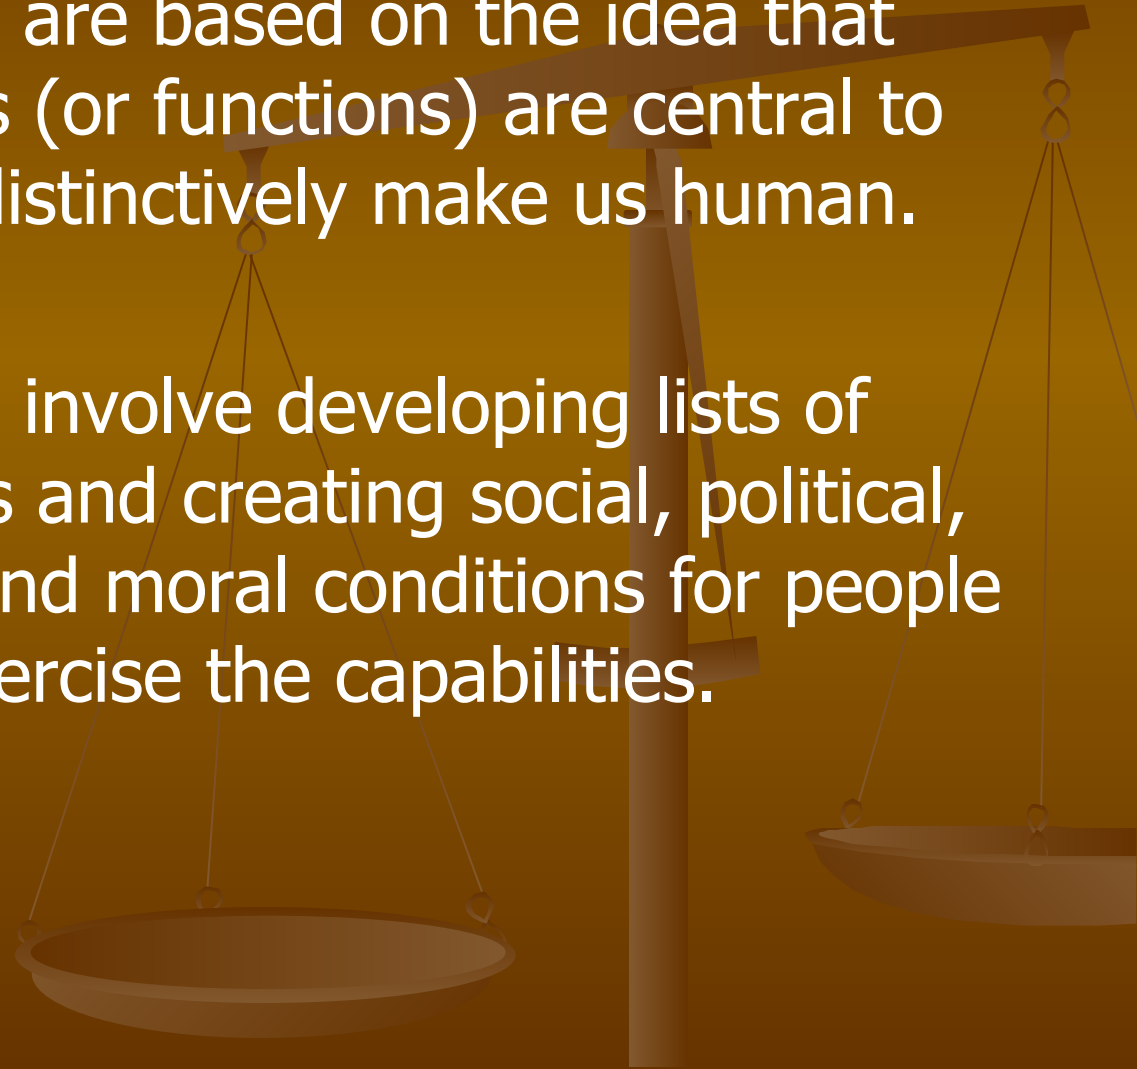 are based on the idea that
s (or functions) are central to
distinctively make us human.
involve developing lists of
s and creating social, political,
nd moral conditions for people
ercise the capabilities.